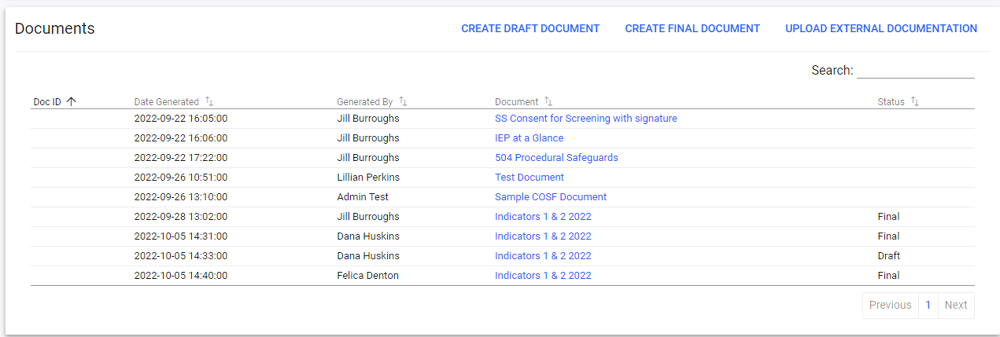 Documents CREATE DRAFT DOCUMENT CREATE FINAL DOCUMENT UPLOAD EXTERNAL DOCUMENTATION
Search:
Doc ID Date Generated Generated By Document Status
2022-09-22 16:05:00 Jill Burroughs SS Consent for Screening with signature
2022-09-22 16:06:00 Jill Burroughs IEP at a Glance
2022-09-22 17:22:00 Jill Burroughs 504 Procedural Safeguards
2022-09-26 10:51:00 Lillian Perkins Test Document
2022-09-26 13:10:00 Admin Test Sample COSF Document
2022-09-28 13:02:00 Jill Burroughs Indicators 1 & 2 2022 Final
2022-10-05 14:31:00 Dana Huskins Indicators 1 & 2 2022 Final
2022-10-05 14:33:00 Dana Huskins Indicators 1 & 2 2022 Draft
2022-10-05 14:40:00 Felica Denton Indicators 1 & 2 2022 Final
Previous 1 Next